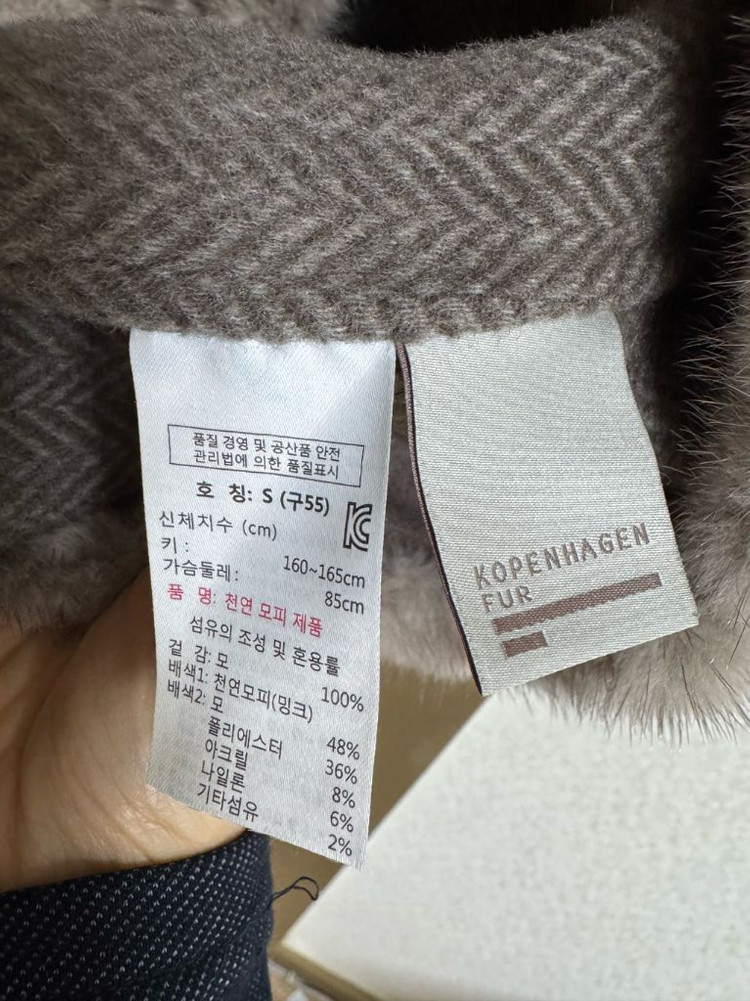 품질 경영 및 공산품 안전
관리법에 의한 품질표시
호 칭: S (구55)
신체치수 (cm)
키 : 160~165cm
가슴둘레: 85cm
품 명: 천연 모피 제품
섬유의 조성 및 혼용률
겉 감: 모 100%
배색1: 천연모피(밍크)
배색2: 모 48%
폴리에스터 36%
아크릴 8%
나일론 6%
기타섬유 2%
KOPENHAGEN
FUR